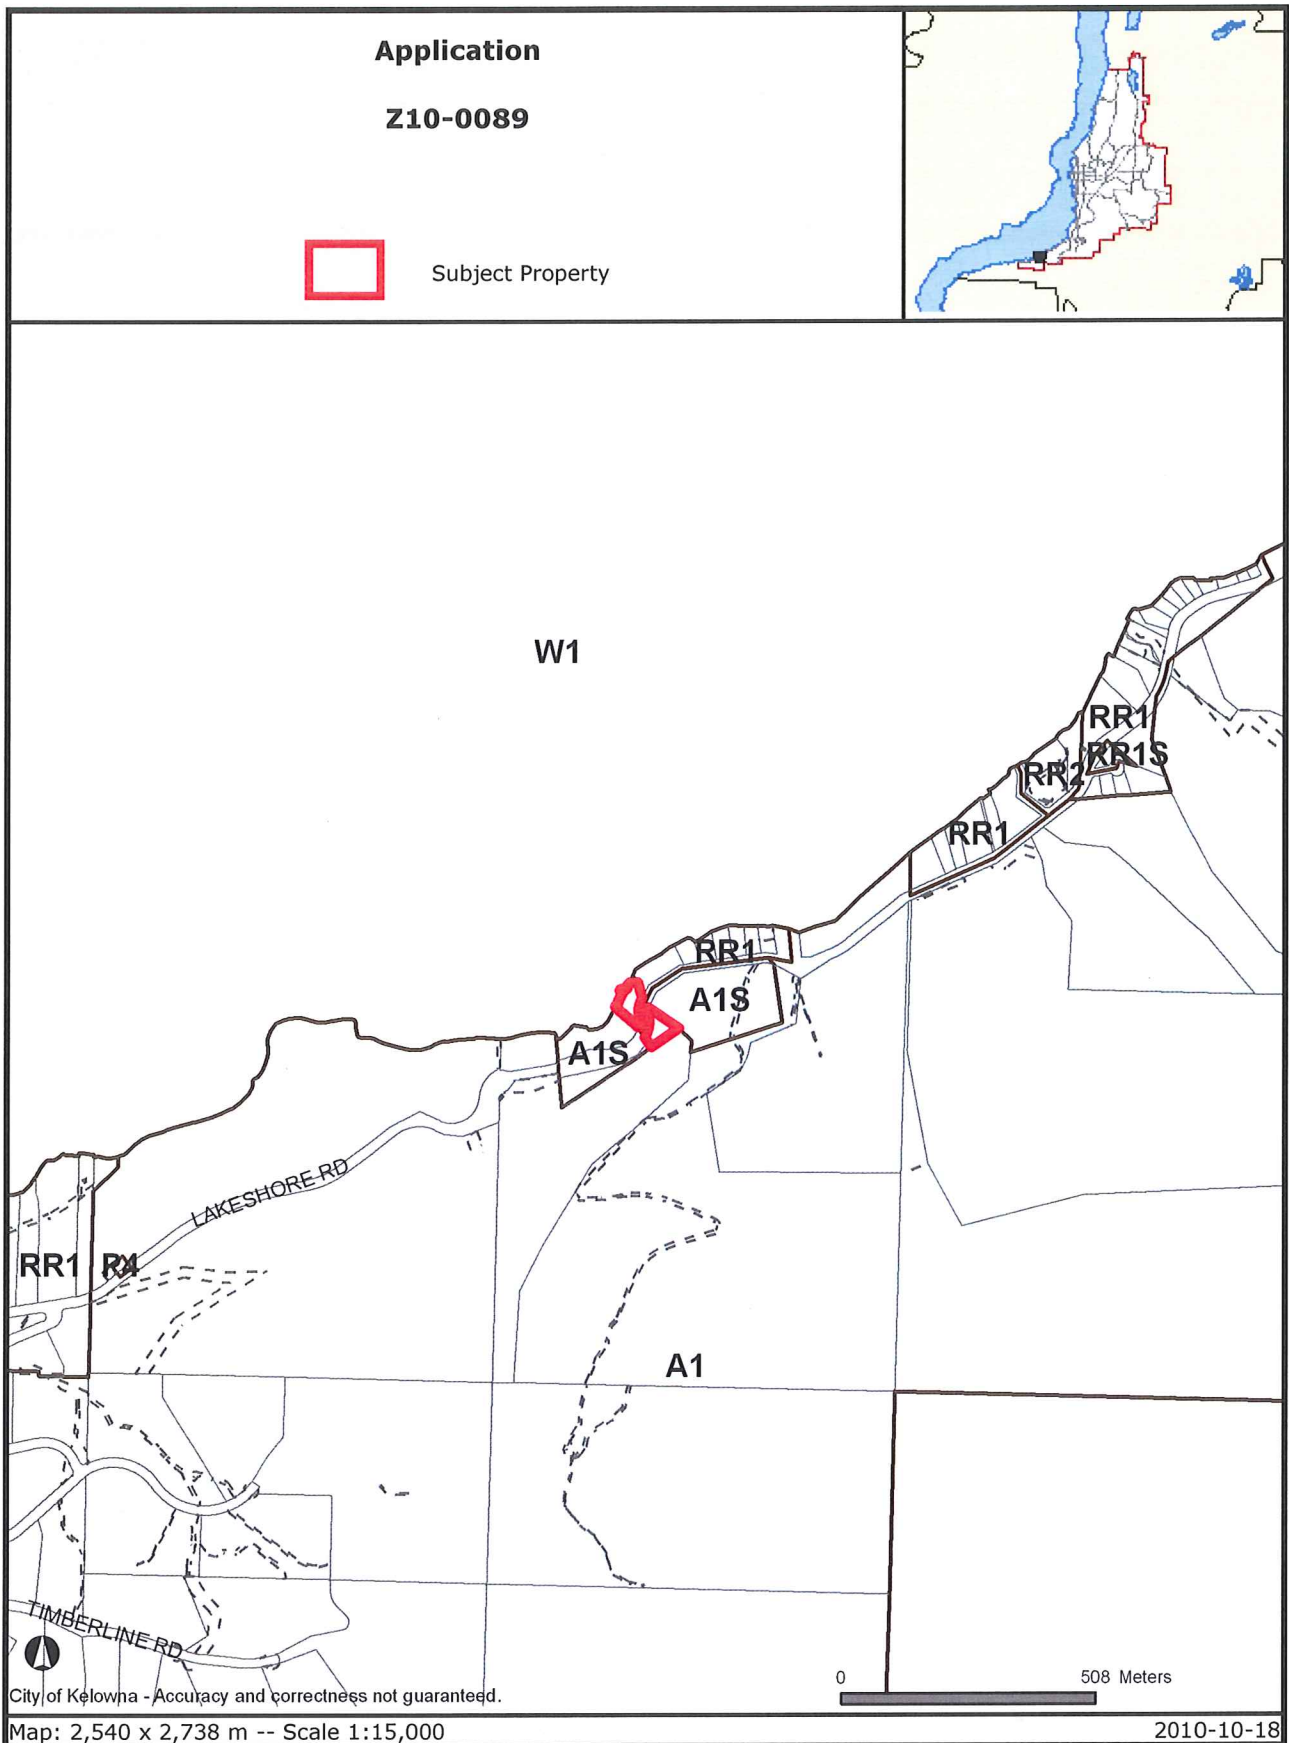 Application
Z10-0089
Subject Property
W1
RR1
RR1S
RR2
RR1
RR1
A1S
A1S
LAKESHORE RD
RR1
R4
A1
TIMBERLINE RD
0 508 Meters
City of Kelowna - Accuracy and correctness not guaranteed.
Map: 2,540 x 2,738 m -- Scale 1:15,000
2010-10-18